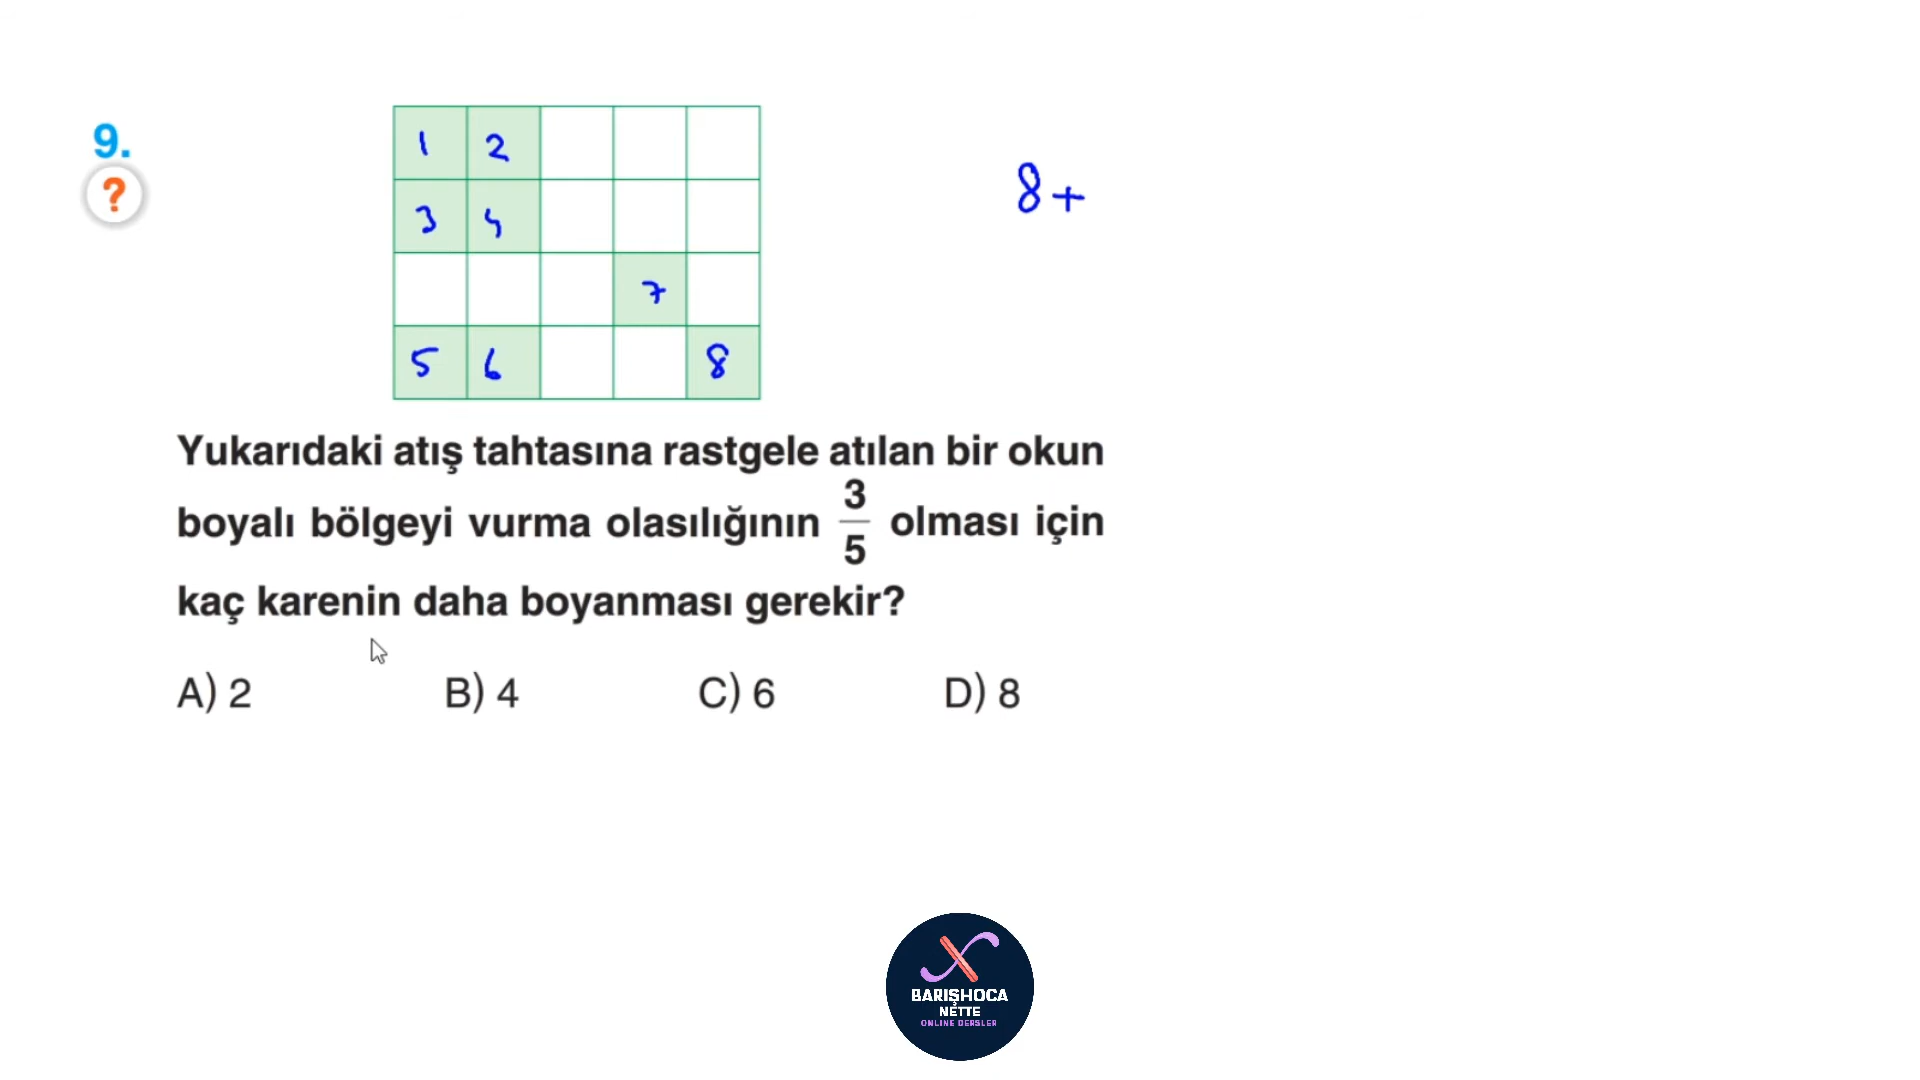 9.
?
1 2
3 4
7
5 6 8
8+
Yukarıdaki atış tahtasına rastgele atılan bir okun
boyalı bölgeyi vurma olasılığının 3/5 olması için
kaç karenin daha boyanması gerekir?
A) 2 B) 4 C) 6 D) 8
BARIŞHOCA
NETTE
ONLINE DERSLER